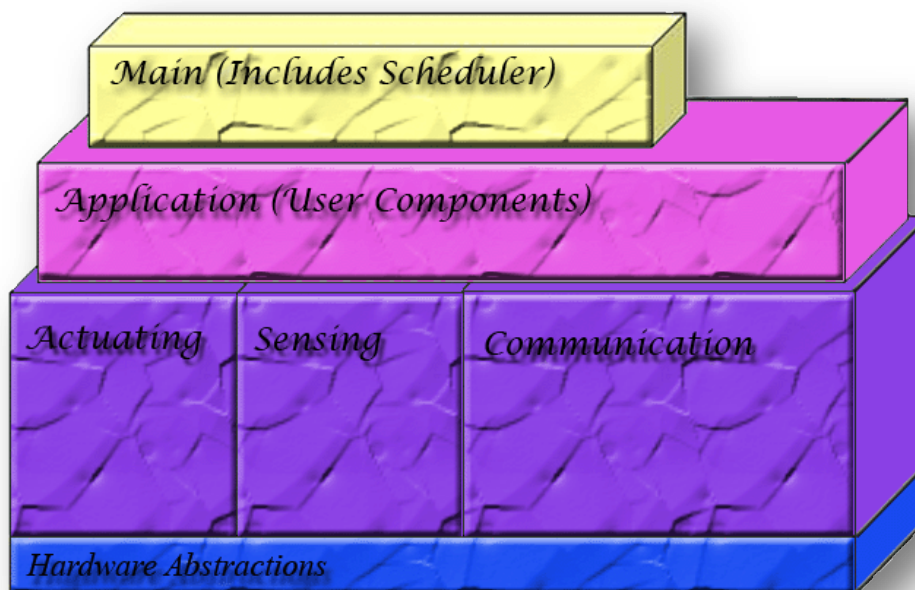 Main (Includes Scheduler)
Application (User Components)
Actuating
Sensing
Communication
Hardware Abstractions